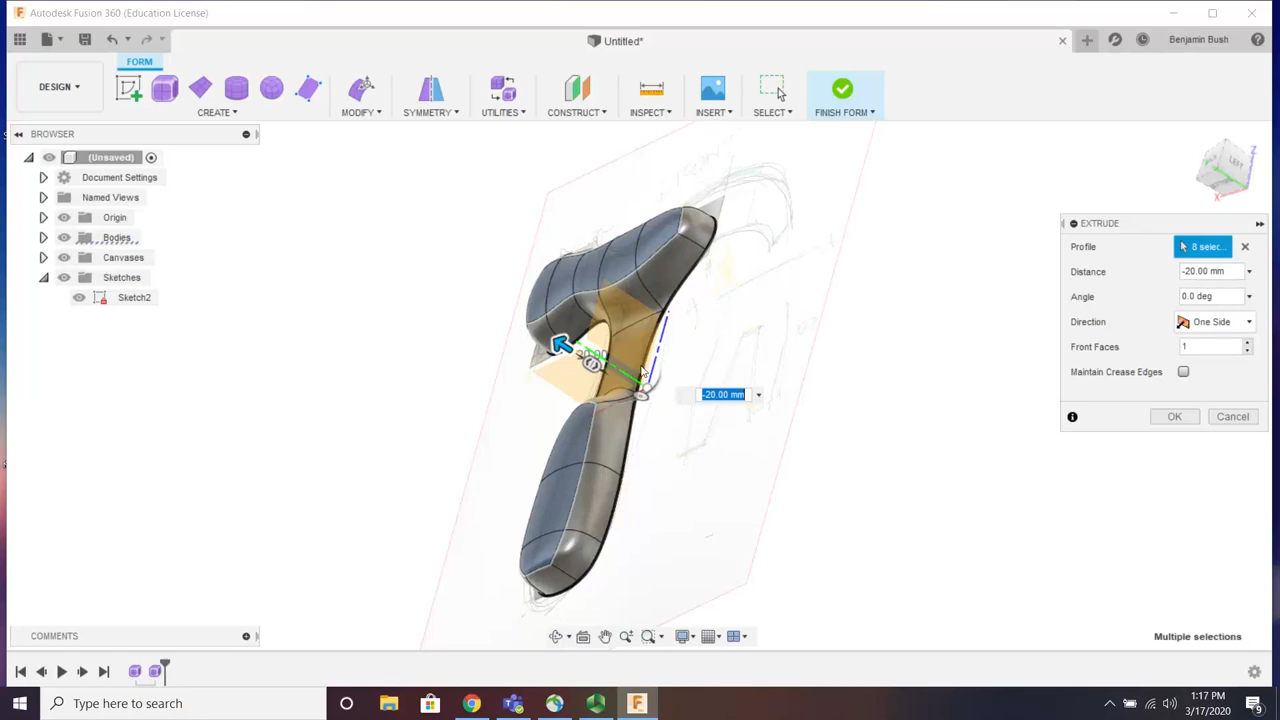 Autodesk Fusion 360 (Education License)
Untitled*
Benjamin Bush
FORM
DESIGN
CREATE
MODIFY
SYMMETRY
UTILITIES
CONSTRUCT
INSPECT
INSERT
SELECT
FINISH FORM
BROWSER
(Unsaved)
Document Settings
Named Views
Origin
Bodies
Canvases
Sketches
Sketch2
LEFT
Z
X
EXTRUDE
Profile
8 selec...
Distance
-20.00 mm
Angle
0.0 deg
Direction
One Side
Front Faces
1
Maintain Crease Edges
OK
Cancel
-20.00 mm
COMMENTS
Multiple selections
Type here to search
1:17 PM
3/17/2020